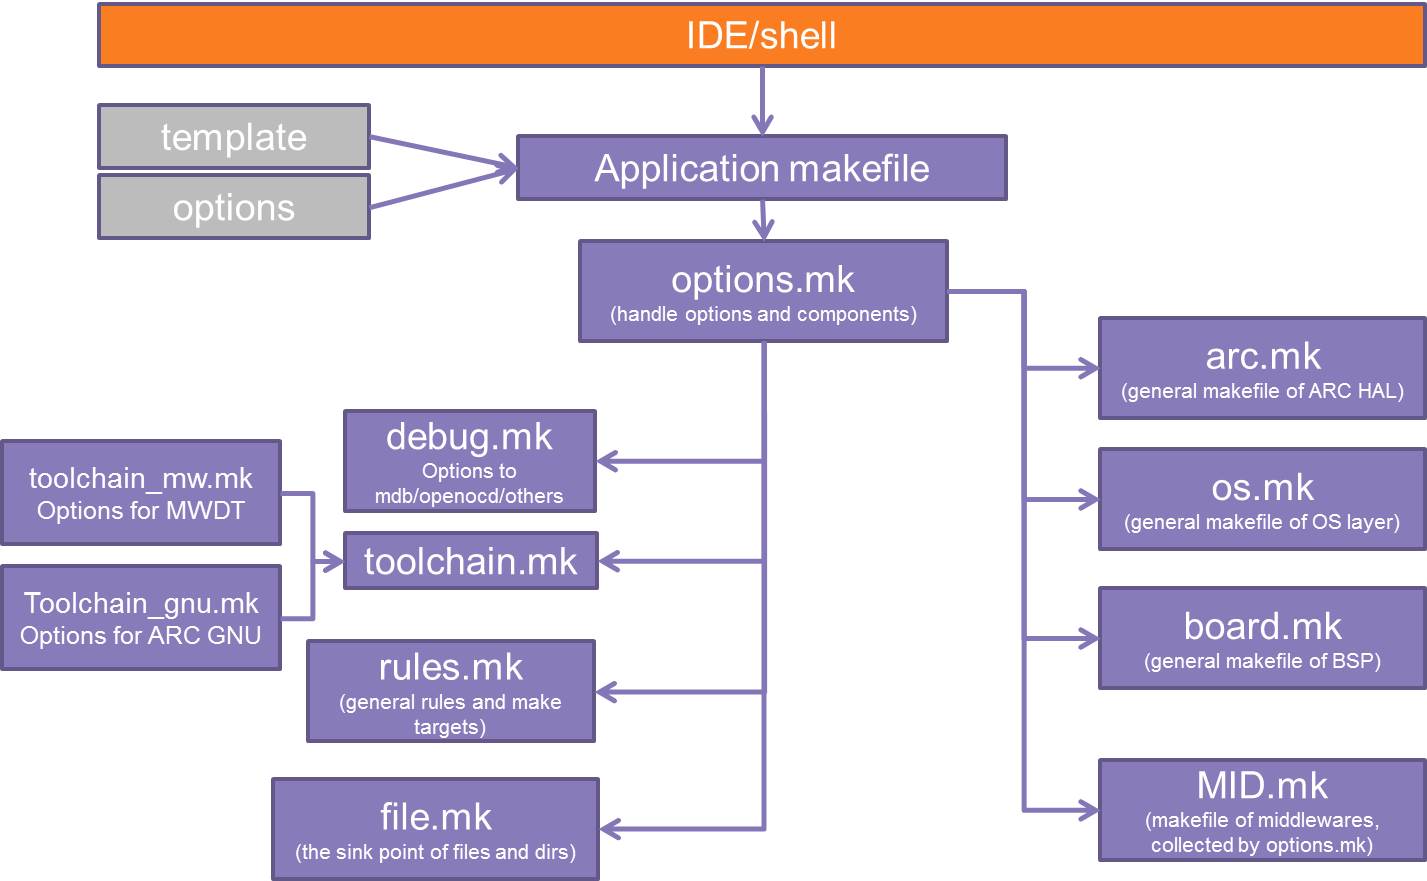 IDE/shell
template
options
Application makefile
options.mk
(handle options and components)
arc.mk
(general makefile of ARC HAL)
debug.mk
Options to
mdb/openocd/others
toolchain_mw.mk
Options for MWDT
os.mk
(general makefile of OS layer)
toolchain.mk
Toolchain_gnu.mk
Options for ARC GNU
board.mk
(general makefile of BSP)
rules.mk
(general rules and make
targets)
MID.mk
(makefile of middlewares,
collected by options.mk)
file.mk
(the sink point of files and dirs)